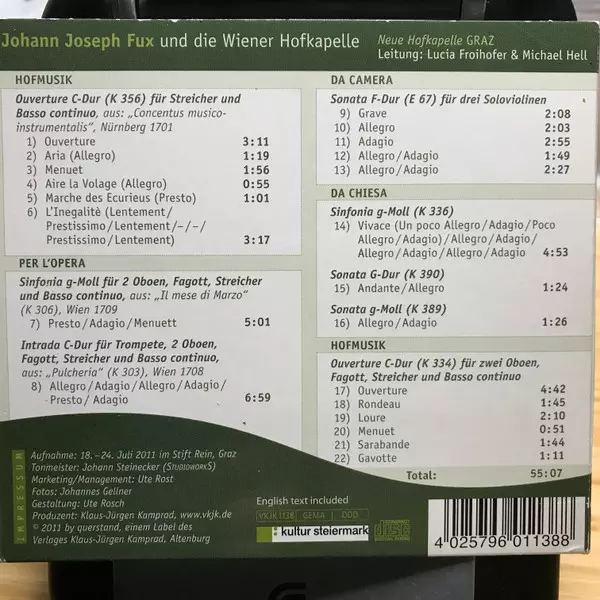 Johann Joseph Fux und die Wiener Hofkapelle
Neue Hofkapelle GRAZ
Leitung: Lucia Froihofer & Michael Hell
HOFMUSIK
Ouverture C-Dur (K 356) für Streicher und
Basso continuo, aus: „Concentus musico-
instrumentalis", Nürnberg 1701
1) Ouverture 3:11
2) Aria (Allegro) 1:19
3) Menuet 1:56
4) Aire la Volage (Allegro) 0:55
5) Marche des Ecurieus (Presto) 1:01
6) L'Inegalitè (Lentement/
Prestissimo/Lentement/–/–/
Prestissimo/Lentement) 3:17
PER L'OPERA
Sinfonia g-Moll für 2 Oboen, Fagott, Streicher
und Basso continuo, aus: „Il mese di Marzo"
(K 306), Wien 1709
7) Presto/Adagio/Menuett 5:01
Intrada C-Dur für Trompete, 2 Oboen,
Fagott, Streicher und Basso continuo,
aus: „Pulcheria" (K 303), Wien 1708
8) Allegro/Adagio/Allegro/Adagio/
Presto/Adagio 6:59
DA CAMERA
Sonata F-Dur (E 67) für drei Soloviolinen
9) Grave 2:08
10) Allegro 2:03
11) Adagio 2:55
12) Allegro/Adagio 1:49
13) Allegro/Adagio 2:27
DA CHIESA
Sinfonia g-Moll (K 336)
14) Vivace (Un poco Allegro/Adagio/Poco
Allegro/Adagio)/Allegro/Adagio/
Allegro/Adagio/Allegro/Adagio 4:53
Sonata G-Dur (K 390)
15) Andante/Allegro 1:24
Sonata g-Moll (K 389)
16) Allegro/Adagio 1:26
HOFMUSIK
Ouverture C-Dur (K 334) für zwei Oboen,
Fagott, Streicher und Basso continuo
17) Ouverture 4:42
18) Rondeau 1:45
19) Loure 2:10
20) Menuet 0:51
21) Sarabande 1:44
22) Gavotte 1:11
Total: 55:07
IMPRESSUM
Aufnahme: 18. – 24. Juli 2011 im Stift Rein, Graz
Tonmeister: Johann Steinecker (StudioworkS)
Marketing/Management: Ute Rost
Fotos: Johannes Gellner
Gestaltung: Ute Rosch
Produzent: Klaus-Jürgen Kamprad, www.vkjk.de
© 2011 by querstand, einem Label des
Verlages Klaus-Jürgen Kamprad, Altenburg
English text included
VKJK 1138 GEMA DDD
kultur steiermark
4 025796 011388